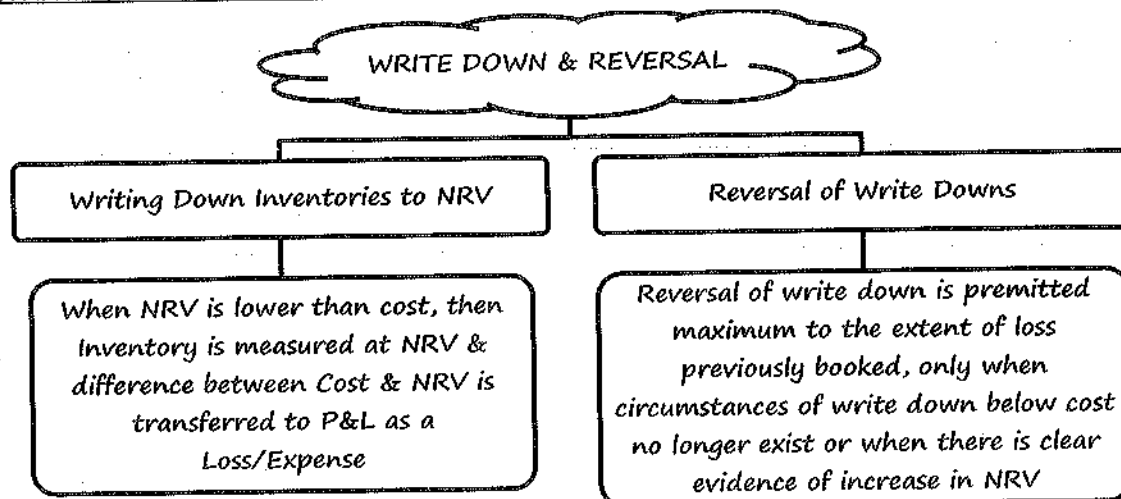 WRITE DOWN & REVERSAL
Writing Down Inventories to NRV
Reversal of Write Downs
When NRV is lower than cost, then
Inventory is measured at NRV &
difference between Cost & NRV is
transferred to P&L as a
Loss/Expense
Reversal of write down is premitted
maximum to the extent of loss
previously booked, only when
circumstances of write down below cost
no longer exist or when there is clear
evidence of increase in NRV